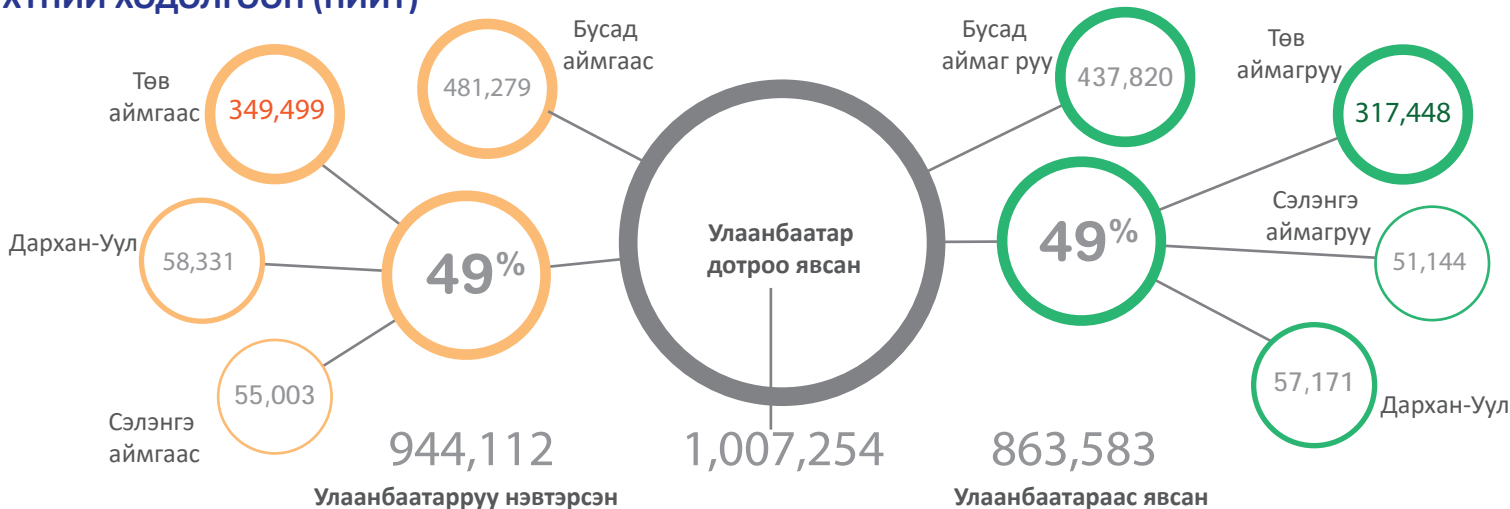 ХӨДӨЛГӨӨН (НИЙТ)
Бусад
аймгаас
481,279
Төв
аймгаас
349,499
Дархан-Уул
58,331
49%
55,003
Сэлэнгэ
аймгаас
944,112
Улаанбаатарруу нэвтэрсэн
Улаанбаатар
дотроо явсан
1,007,254
Бусад
аймаг руу
437,820
Төв
аймагруу
317,448
49%
Сэлэнгэ
аймагруу
51,144
57,171
Дархан-Уул
863,583
Улаанбаатараас явсан